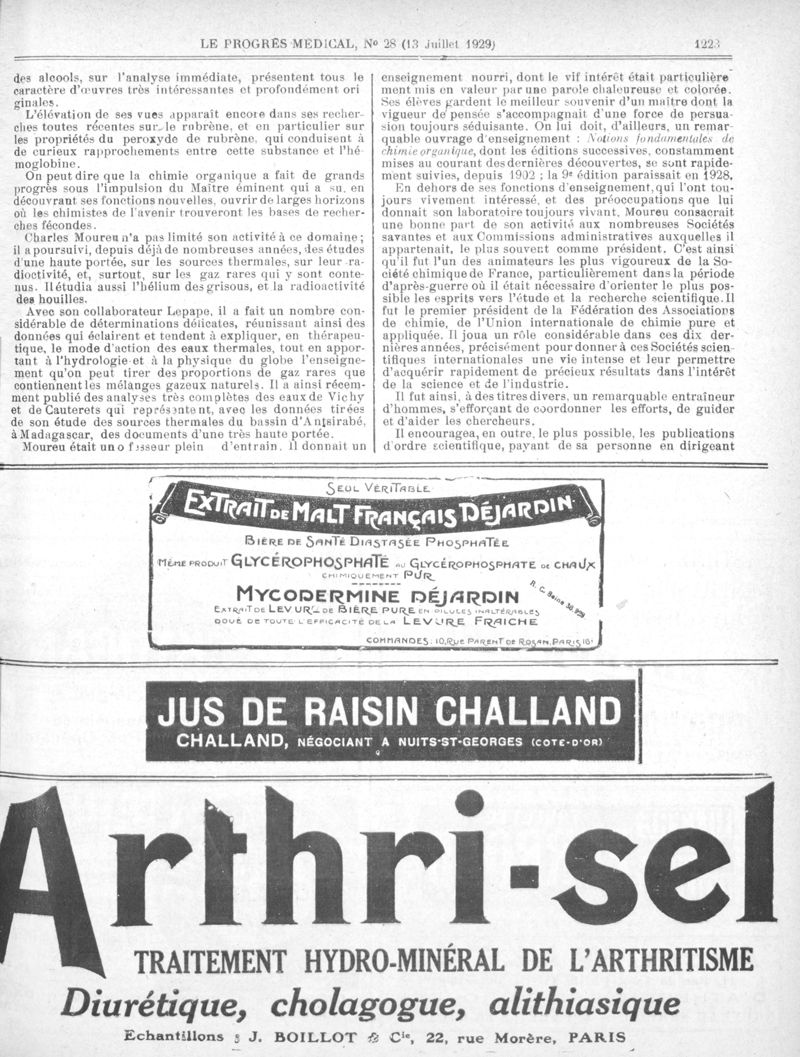 LE PROGRÈS MÉDICAL, No 28 (13 Juillet 1929) 1223
des alcools, sur l'analyse immédiate, présentent tous le
caractère d'œuvres très intéressantes et profondément ori
ginales.
L'élévation de ses vues apparaît encore dans ses recher-
ches toutes récentes sur le rubrène, et en particulier sur
les propriétés du peroxyde de rubrène, qui conduisent à
de curieux rapprochements entre cette substance et l'hé-
moglobine.
On peut dire que la chimie organique a fait de grands
progrès sous l'impulsion du Maître éminent qui a su, en
découvrant ses fonctions nouvelles, ouvrir de larges horizons
où les chimistes de l'avenir trouveront les bases de recher-
ches fécondes.
Charles Moureu n'a pas limité son activité à ce domaine ;
il a poursuivi, depuis déjà de nombreuses années, des études
d'une haute portée, sur les sources thermales, sur leur ra-
dioctivité, et, surtout, sur les gaz rares qui y sont conte-
nus. Il étudia aussi l'hélium des grisous, et la radioactivité
des houilles.
Avec son collaborateur Lepape, il a fait un nombre con-
sidérable de déterminations délicates, réunissant ainsi des
données qui éclairent et tendent à expliquer, en thérapeu-
tique, le mode d'action des eaux thermales, tout en appor-
tant à l'hydrologie et à la physique du globe l'enseigne-
ment qu'on peut tirer des proportions de gaz rares que
contiennent les mélanges gazeux naturels. Il a ainsi récem-
ment publié des analyses très complètes des eaux de Vichy
et de Cauterets qui représentent, avec les données tirées
de son étude des sources thermales du bassin d'Antsirabé,
à Madagascar, des documents d'une très haute portée.
Moureu était un plein d'entrain. Il donnait un
enseignement nourri, dont le vif intérêt était particulière
ment mis en valeur par une parole chaleureuse et colorée.
Ses élèves gardent le meilleur souvenir d'un maître dont la
vigueur de pensée s'accompagnait d'une force de persua-
sion toujours séduisante. On lui doit, d'ailleurs, un remar-
quable ouvrage d'enseignement : Notions fondamentales de
chimie organique, dont les éditions successives, constamment
mises au courant des dernières découvertes, se sont rapide-
ment suivies, depuis 1902 ; la 9e édition paraissait en 1928.
En dehors de ses fonctions d'enseignement, qui l'ont tou-
jours vivement intéressé, et des préoccupations que lui
donnait son laboratoire toujours vivant, Moureu consacrait
une bonne part de son activité aux nombreuses Sociétés
savantes et aux Commissions administratives auxquelles il
appartenait, le plus souvent comme président. C'est ainsi
qu'il fut l'un des animateurs les plus vigoureux de la So-
ciété chimique de France, particulièrement dans la période
d'après-guerre où il était nécessaire d'orienter le plus pos-
sible les esprits vers l'étude et la recherche scientifique. Il
fut le premier président de la Fédération des Associations
de chimie, de l'Union internationale de chimie pure et
appliquée. Il joua un rôle considérable dans ces dix der-
nières années, précisément pour donner à ces Sociétés scien-
tifiques internationales une vie intense et leur permettre
d'acquérir rapidement de précieux résultats dans l'intérêt
de la science et de l'industrie.
Il fut ainsi, à des titres divers, un remarquable entraîneur
d'hommes, s'efforçant de coordonner les efforts, de guider
et d'aider les chercheurs.
Il encouragea, en outre, le plus possible, les publications
d'ordre scientifique, payant de sa personne en dirigeant
SEUL VÉRITABLE
EXTRAIT DE MALT FRANÇAIS DÉJARDIN
BIÈRE DE SANTÉ DIASTASÉE PHOSPHATÉE
MÊME PRODUIT GLYCÉROPHOSPHATÉ AU GLYCÉROPHOSPHATE DE CHAUX
CHIMIQUEMENT PUR
MYCODERMINE DÉJARDIN
R. C. Seine 36.929
EXTRAIT DE LEVURE DE BIÈRE PURE EN PILULES INALTÉRABLES
DOUÉ DE TOUTE L'EFFICACITÉ DE LA LEVURE FRAICHE
COMMANDES : 10, RUE PARENT DE ROSAN, PARIS 16e
JUS DE RAISIN CHALLAND
CHALLAND, NÉGOCIANT A NUITS-ST-GEORGES (COTE-D'OR)
Arthri-sel
TRAITEMENT HYDRO-MINÉRAL DE L'ARTHRITISME
Diurétique, cholagogue, alithiasique
Echantillons : J. BOILLOT & Cie, 22, rue Morère, PARIS